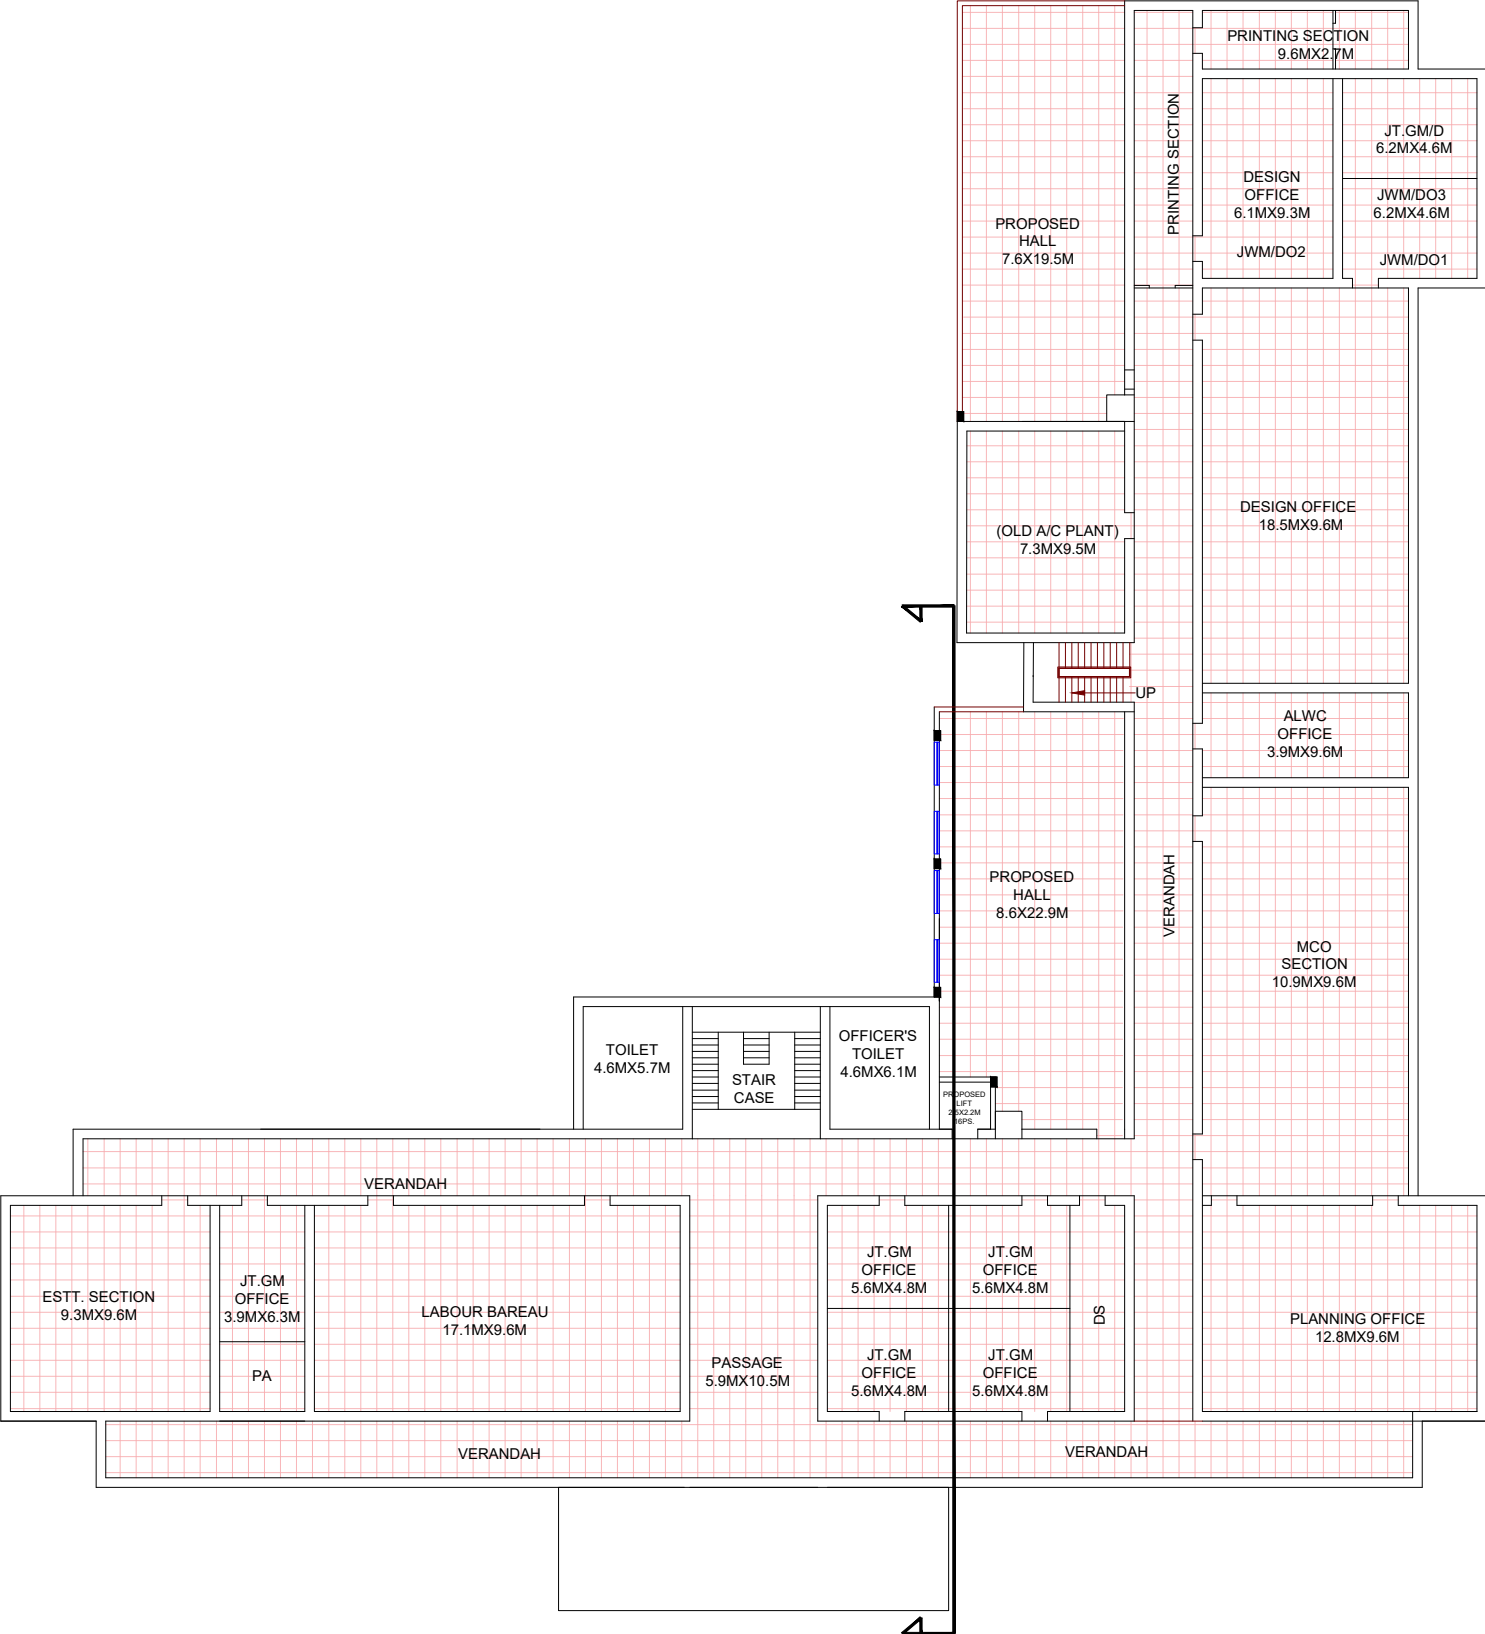 PRINTING SECTION
9.6MX2.7M
PRINTING SECTION
JT.GM/D
6.2MX4.6M
DESIGN
OFFICE
6.1MX9.3M
JWM/DO2
JWM/DO3
6.2MX4.6M
JWM/DO1
PROPOSED
HALL
7.6X19.5M
DESIGN OFFICE
18.5MX9.6M
(OLD A/C PLANT)
7.3MX9.5M
UP
ALWC
OFFICE
3.9MX9.6M
PROPOSED
HALL
8.6X22.9M
VERANDAH
MCO
SECTION
10.9MX9.6M
TOILET
4.6MX5.7M
STAIR
CASE
OFFICER'S
TOILET
4.6MX6.1M
PROPOSED
LIFT
2.5X2.2M
16PS.
VERANDAH
ESTT. SECTION
9.3MX9.6M
JT.GM
OFFICE
3.9MX6.3M
PA
LABOUR BAREAU
17.1MX9.6M
PASSAGE
5.9MX10.5M
JT.GM
OFFICE
5.6MX4.8M
JT.GM
OFFICE
5.6MX4.8M
JT.GM
OFFICE
5.6MX4.8M
JT.GM
OFFICE
5.6MX4.8M
DS
PLANNING OFFICE
12.8MX9.6M
VERANDAH
VERANDAH